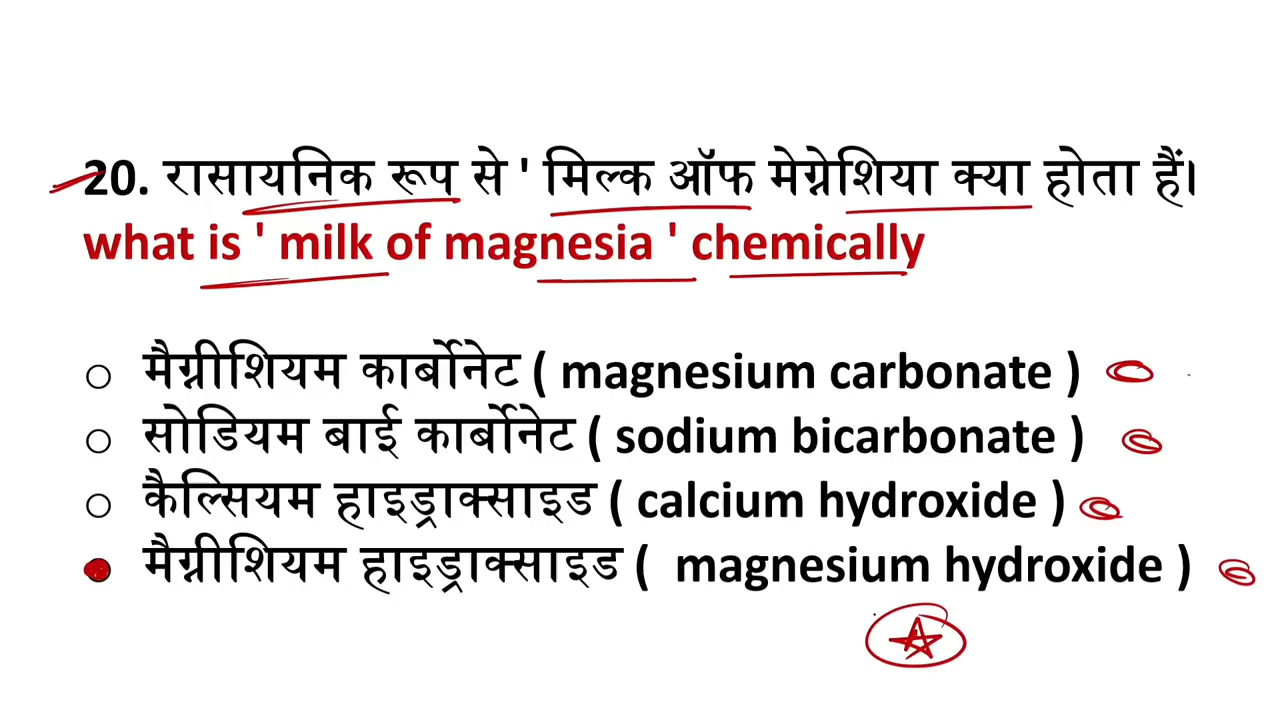 20. रासायनिक रूप से ' मिल्क ऑफ मेग्नेशिया क्या होता हैं।
what is ' milk of magnesia ' chemically
○ मैग्नीशियम कार्बोनेट ( magnesium carbonate )
○ सोडियम बाई कार्बोनेट ( sodium bicarbonate )
○ कैल्सियम हाइड्राक्साइड ( calcium hydroxide )
● मैग्नीशियम हाइड्राक्साइड ( magnesium hydroxide )